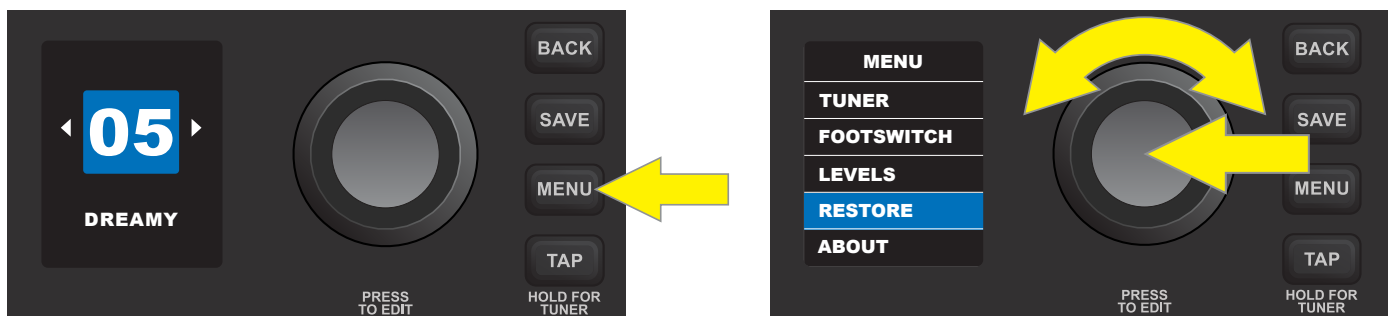 05
DREAMY
BACK
SAVE
MENU
TAP
PRESS
TO EDIT
HOLD FOR
TUNER
MENU
TUNER
FOOTSWITCH
LEVELS
RESTORE
ABOUT
BACK
SAVE
MENU
TAP
PRESS
TO EDIT
HOLD FOR
TUNER